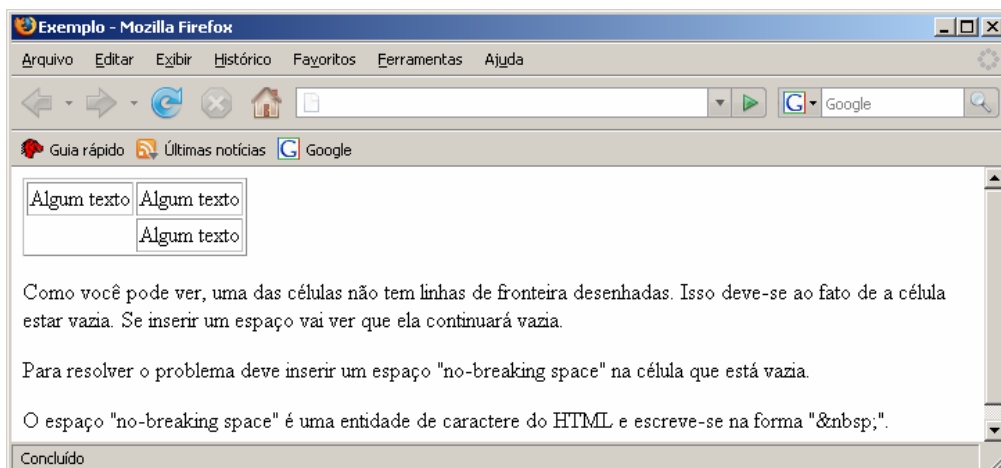 Exemplo - Mozilla Firefox
Arquivo Editar Exibir Histórico Favoritos Ferramentas Ajuda
G Google
Guia rápido Últimas notícias G Google
Algum texto Algum texto
Algum texto
Como você pode ver, uma das células não tem linhas de fronteira desenhadas. Isso deve-se ao fato de a célula
estar vazia. Se inserir um espaço vai ver que ela continuará vazia.
Para resolver o problema deve inserir um espaço "no-breaking space" na célula que está vazia.
O espaço "no-breaking space" é uma entidade de caractere do HTML e escreve-se na forma "&nbsp;".
Concluído